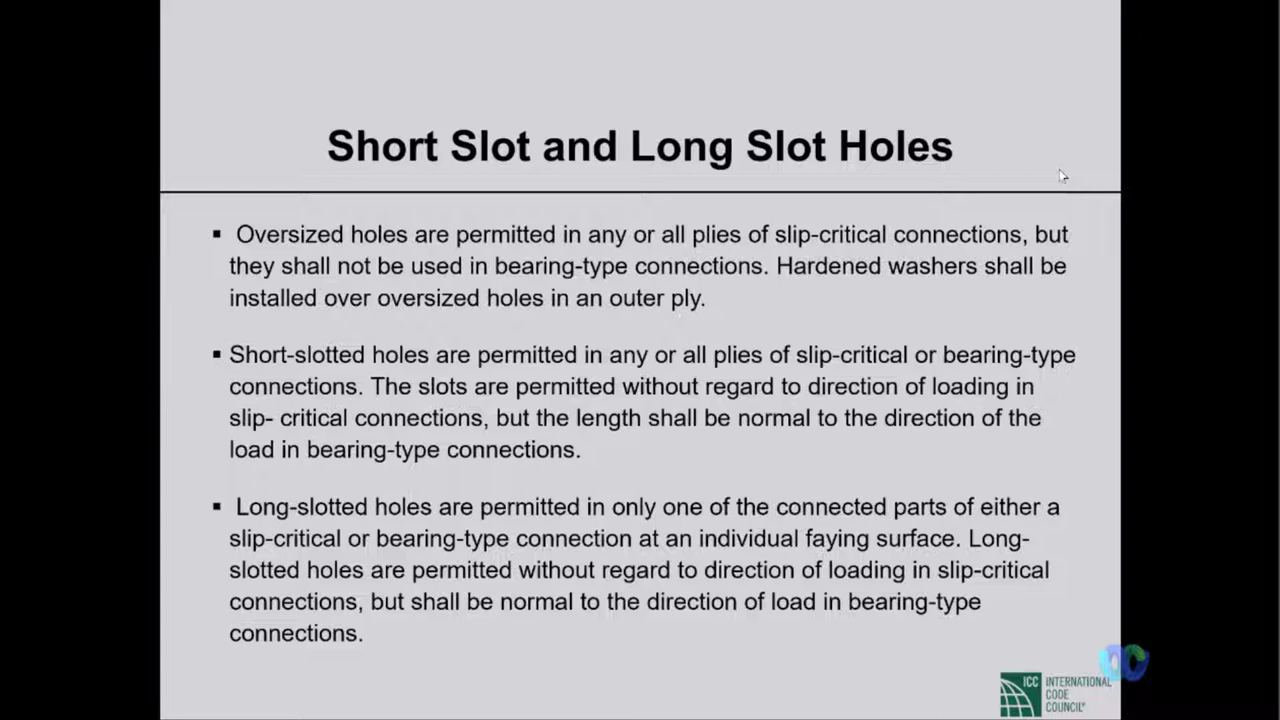 Short Slot and Long Slot Holes
▪ Oversized holes are permitted in any or all plies of slip-critical connections, but
they shall not be used in bearing-type connections. Hardened washers shall be
installed over oversized holes in an outer ply.
▪ Short-slotted holes are permitted in any or all plies of slip-critical or bearing-type
connections. The slots are permitted without regard to direction of loading in
slip- critical connections, but the length shall be normal to the direction of the
load in bearing-type connections.
▪ Long-slotted holes are permitted in only one of the connected parts of either a
slip-critical or bearing-type connection at an individual faying surface. Long-
slotted holes are permitted without regard to direction of loading in slip-critical
connections, but shall be normal to the direction of load in bearing-type
connections.
ICC INTERNATIONAL
CODE
COUNCIL®